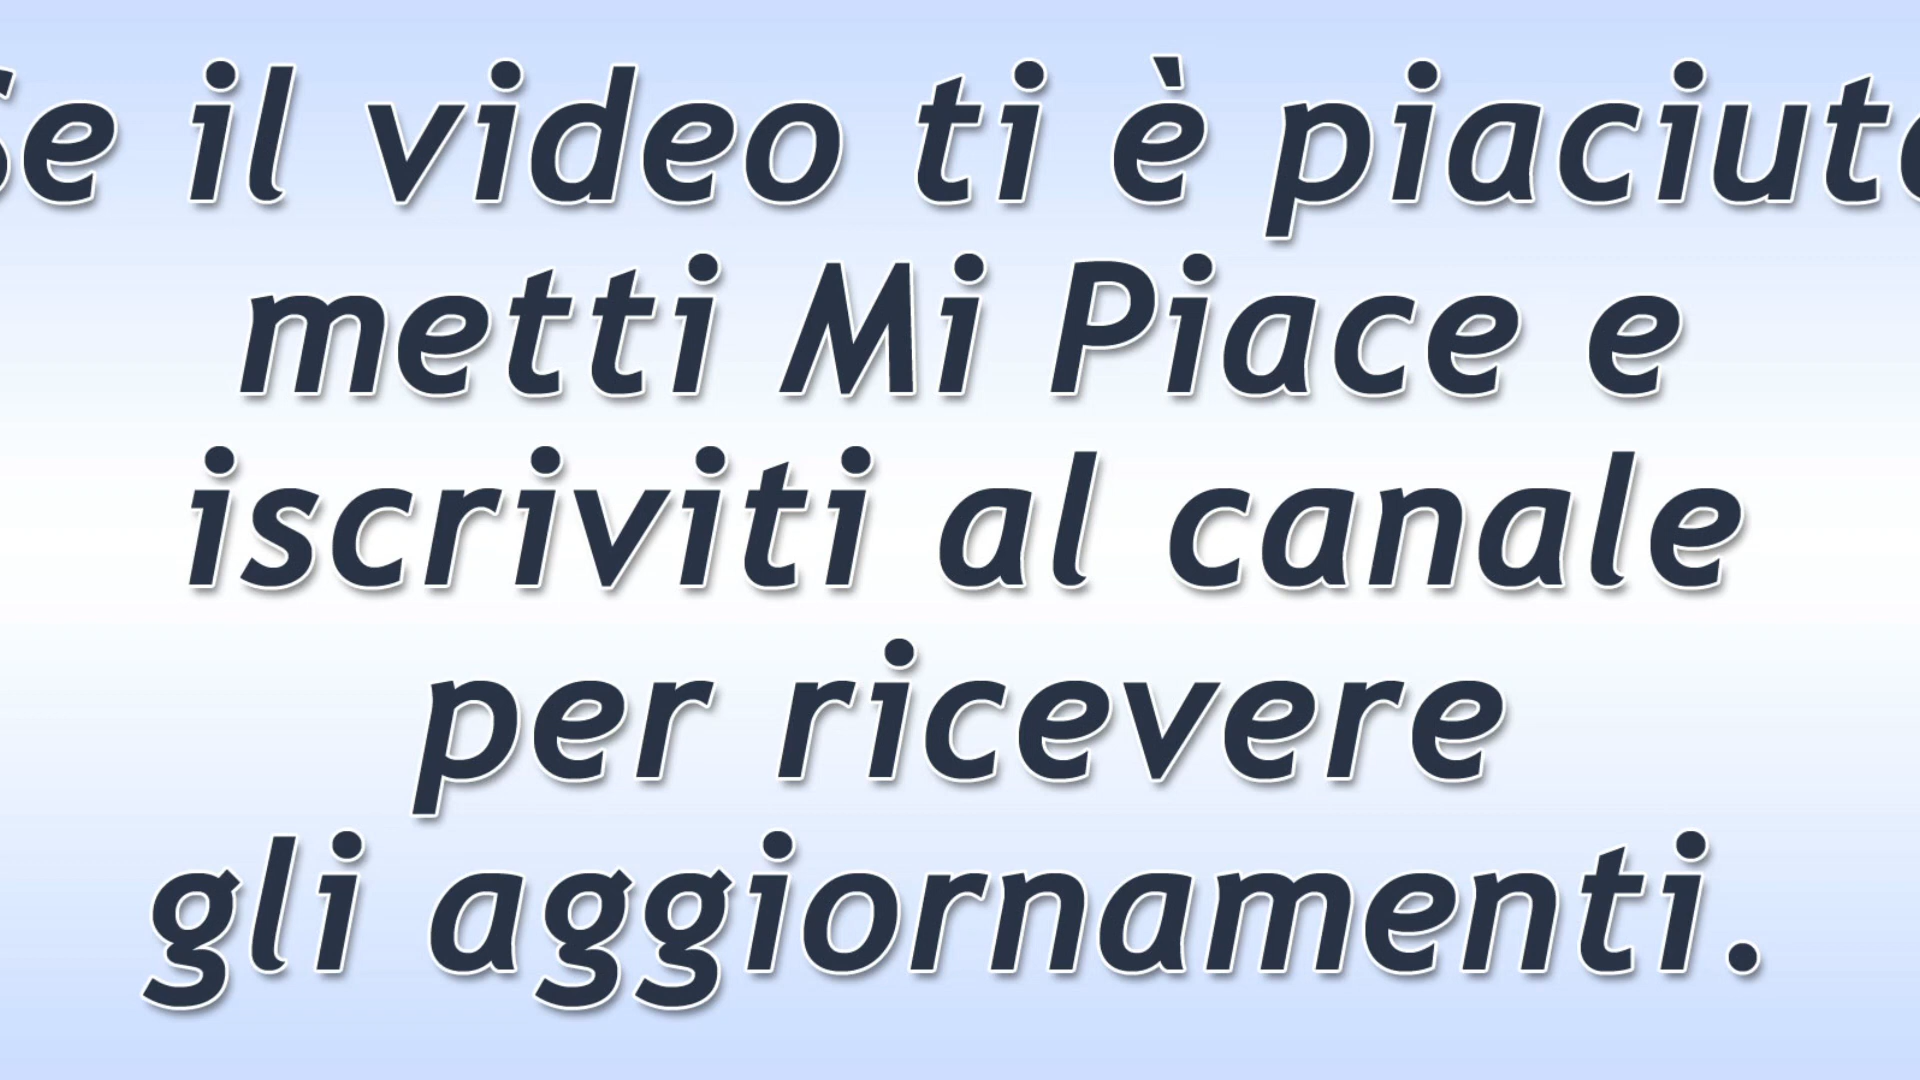 Se il video ti è piaciuto
metti Mi Piace e
iscriviti al canale
per ricevere
gli aggiornamenti.